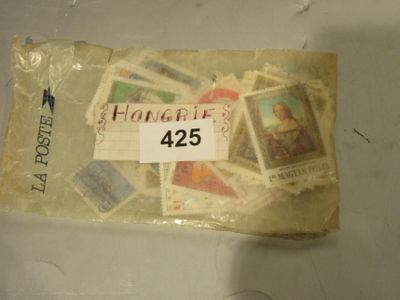 LA POSTE
HONGRIE
425
MAGYAR POSTA